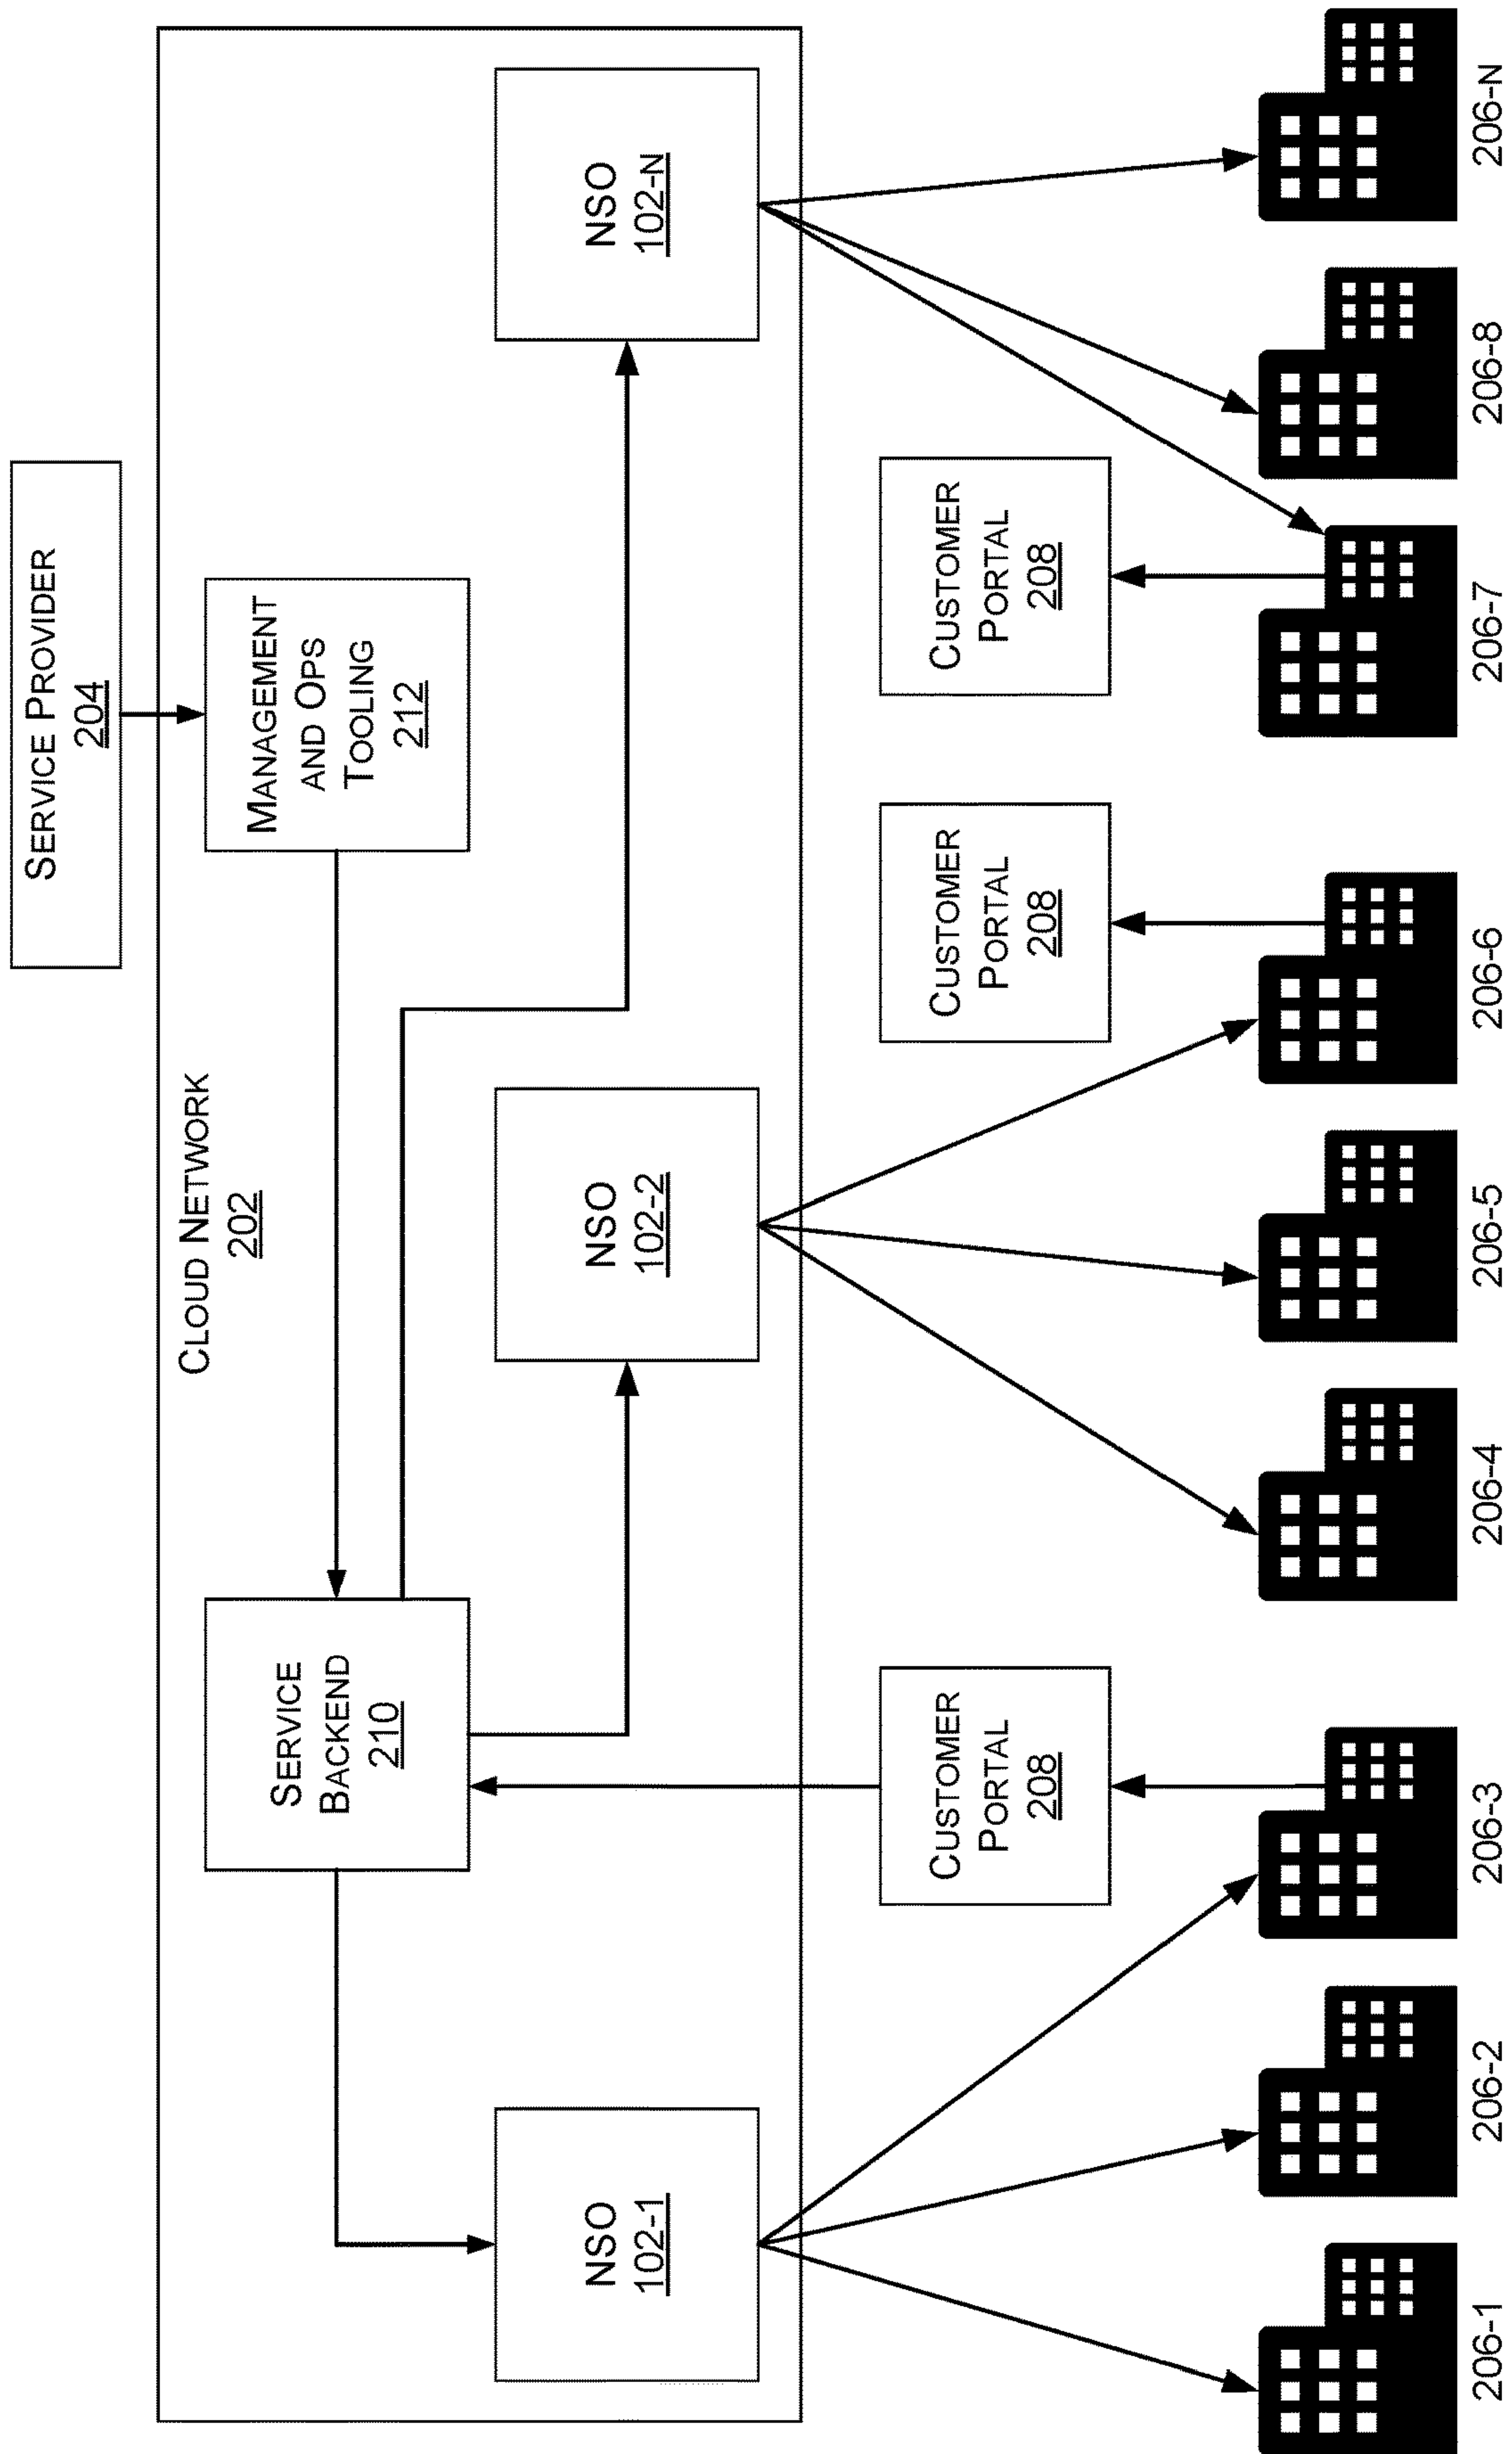 SERVICE PROVIDER
204
CLOUD NETWORK
202
SERVICE
BACKEND
210
MANAGEMENT
AND OPS
TOOLING
212
NSO
102-1
NSO
102-2
NSO
102-N
CUSTOMER
PORTAL
208
CUSTOMER
PORTAL
208
CUSTOMER
PORTAL
208
206-1
206-2
206-3
206-4
206-5
206-6
206-7
206-8
206-N